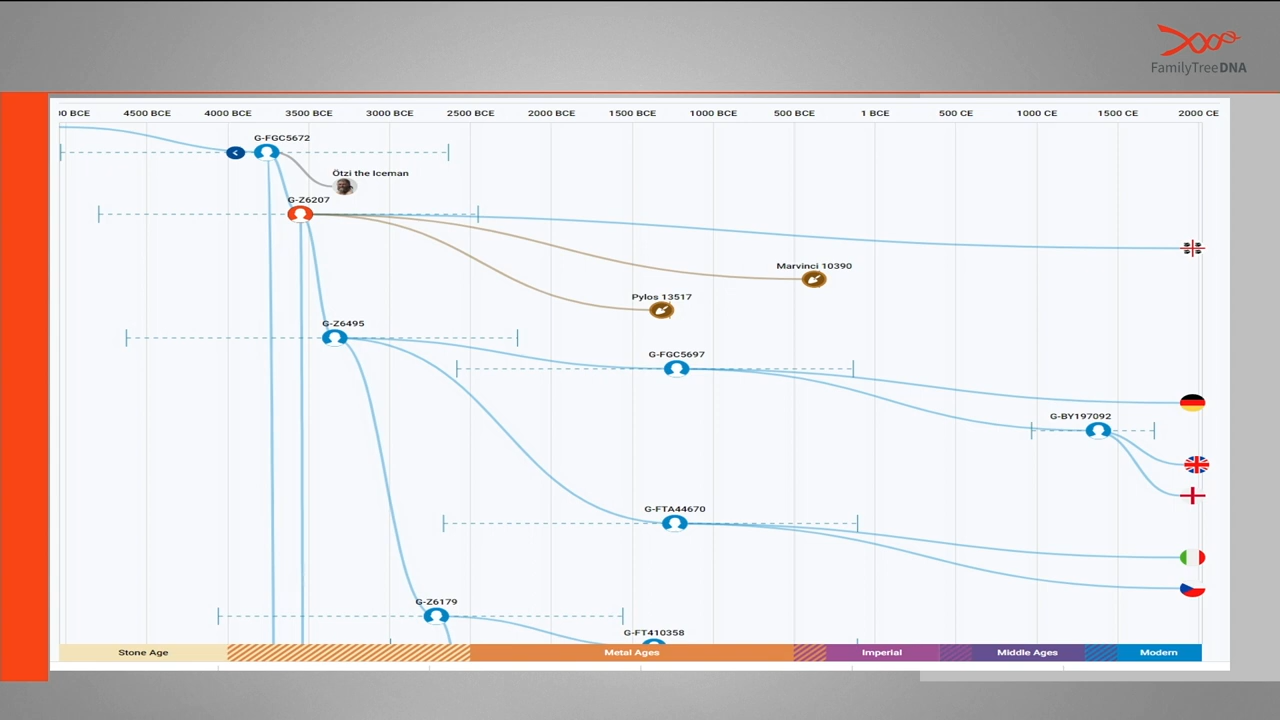 FamilyTreeDNA
00 BCE 4500 BCE 4000 BCE 3500 BCE 3000 BCE 2500 BCE 2000 BCE 1500 BCE 1000 BCE 500 BCE 1 BCE 500 CE 1000 CE 1500 CE 2000 CE
G-FGC5672
Ötzi the Iceman
G-Z6207
Marvinci 10390
Pylos 13517
G-Z6495
G-FGC5697
G-BY197092
G-FTA44670
G-Z6179
G-FT410358
Stone Age Metal Ages Imperial Middle Ages Modern